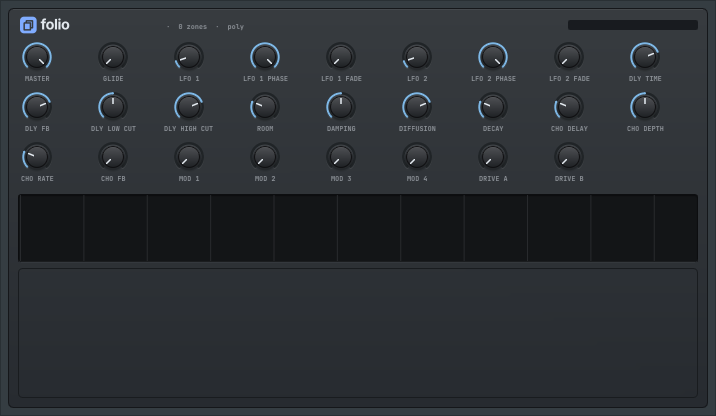 folio
· 8 zones · poly
MASTER GLIDE LFO 1 LFO 1 PHASE LFO 1 FADE LFO 2 LFO 2 PHASE LFO 2 FADE DLY TIME
DLY FB DLY LOW CUT DLY HIGH CUT ROOM DAMPING DIFFUSION DECAY CHO DELAY CHO DEPTH
CHO RATE CHO FB MOD 1 MOD 2 MOD 3 MOD 4 DRIVE A DRIVE B